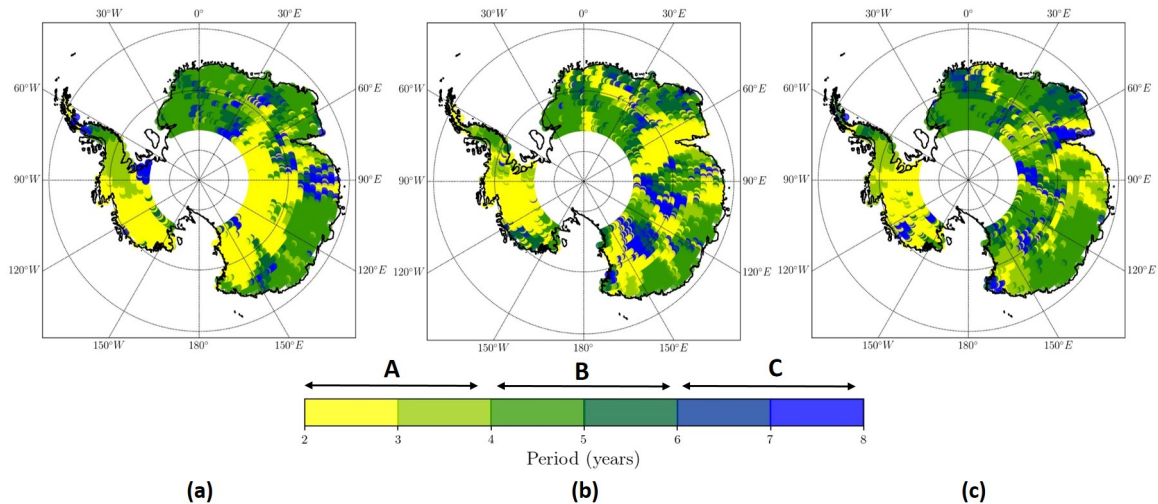 30°W 0° 30°E 30°W 0° 30°E 30°W 0° 30°E
60°W 60°E 60°W 60°E 60°W 60°E
90°W 90°E 90°W 90°E 90°W 90°E
120°W 120°E 120°W 120°E 120°W 120°E
150°W 180° 150°E 150°W 180° 150°E 150°W 180° 150°E
A B C
2 3 4 5 6 7 8
Period (years)
(a) (b) (c)